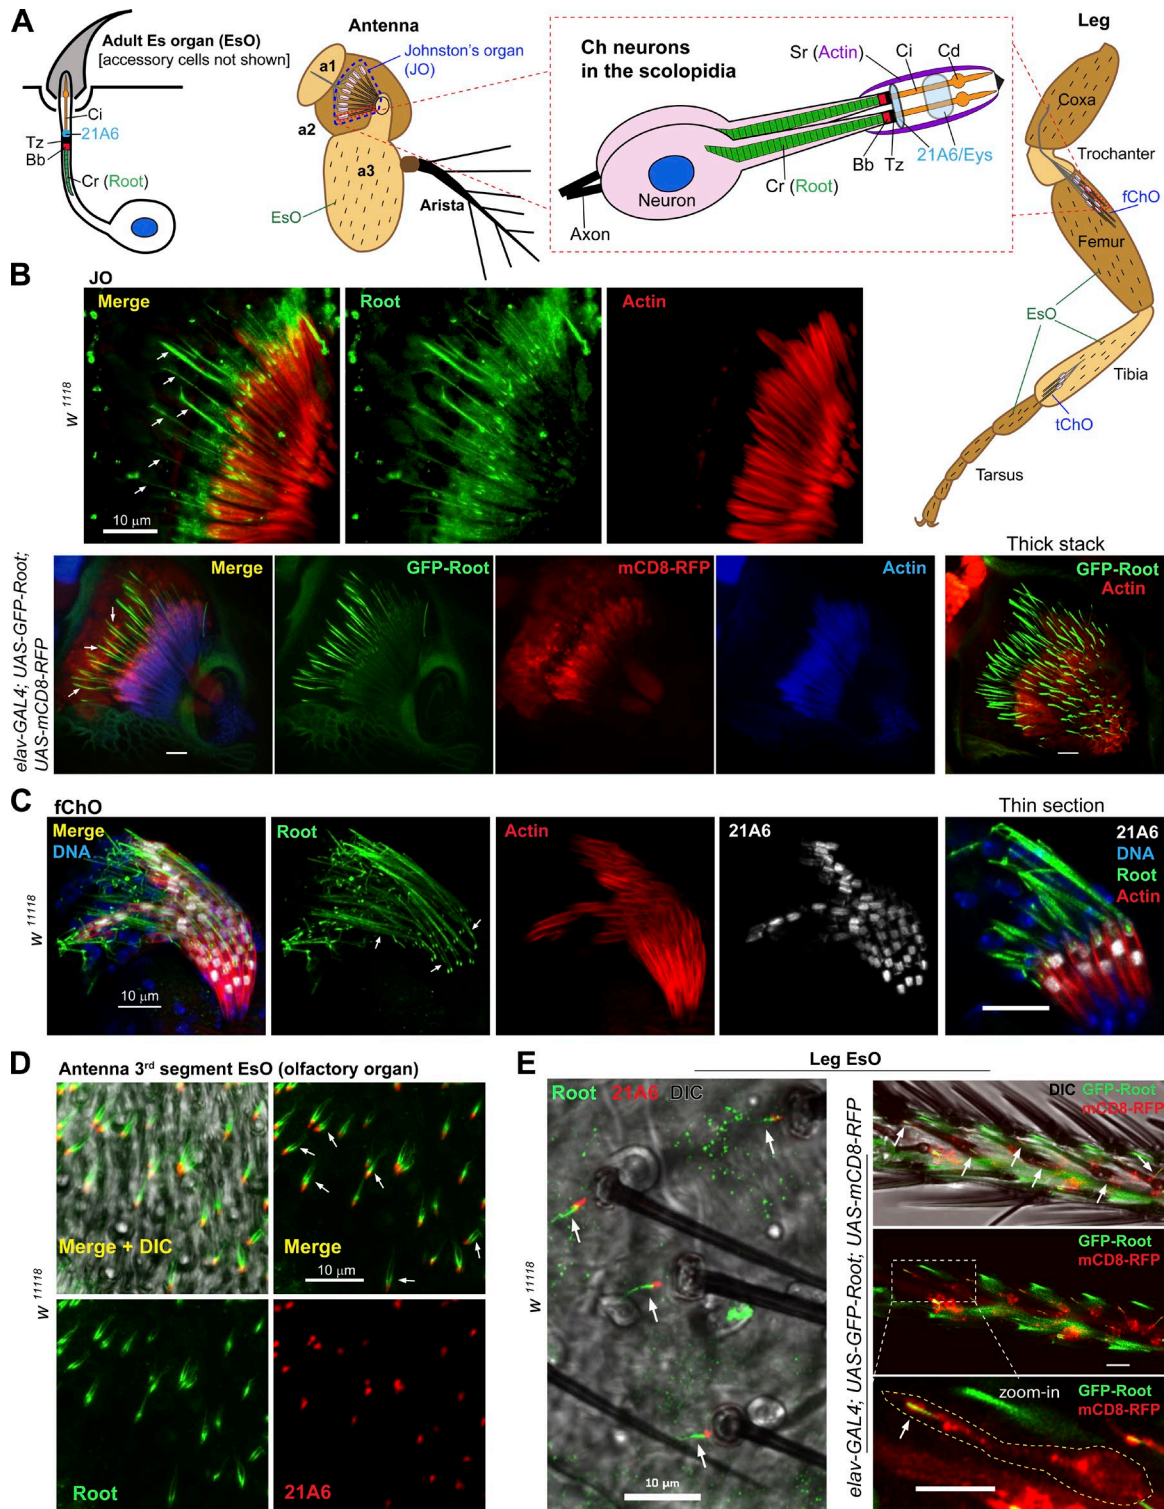 A
Adult Es organ (EsO)
[accessory cells not shown]
Ci
21A6
Tz
Bb
Cr (Root)
Antenna
a1
Johnston's organ
(JO)
a2
a3
EsO
Arista
Ch neurons
in the scolopidia
Sr (Actin)
Ci
Cd
Bb
Tz
21A6/Eys
Cr (Root)
Neuron
Axon
Leg
Coxa
Trochanter
fChO
Femur
EsO
Tibia
tChO
Tarsus
B
JO
w 1118
Merge
10 μm
Root
Actin
elav-GAL4; UAS-GFP-Root;
UAS-mCD8-RFP
Merge
GFP-Root
mCD8-RFP
Actin
Thick stack
GFP-Root
Actin
C
fChO
w 11118
Merge
DNA
10 μm
Root
Actin
21A6
Thin section
21A6
DNA
Root
Actin
D
Antenna 3rd segment EsO (olfactory organ)
w 11118
Merge + DIC
Merge
10 μm
Root
21A6
E
Leg EsO
w 11118
Root 21A6 DIC
10 μm
elav-GAL4; UAS-GFP-Root; UAS-mCD8-RFP
DIC GFP-Root
mCD8-RFP
GFP-Root
mCD8-RFP
zoom-in
GFP-Root
mCD8-RFP